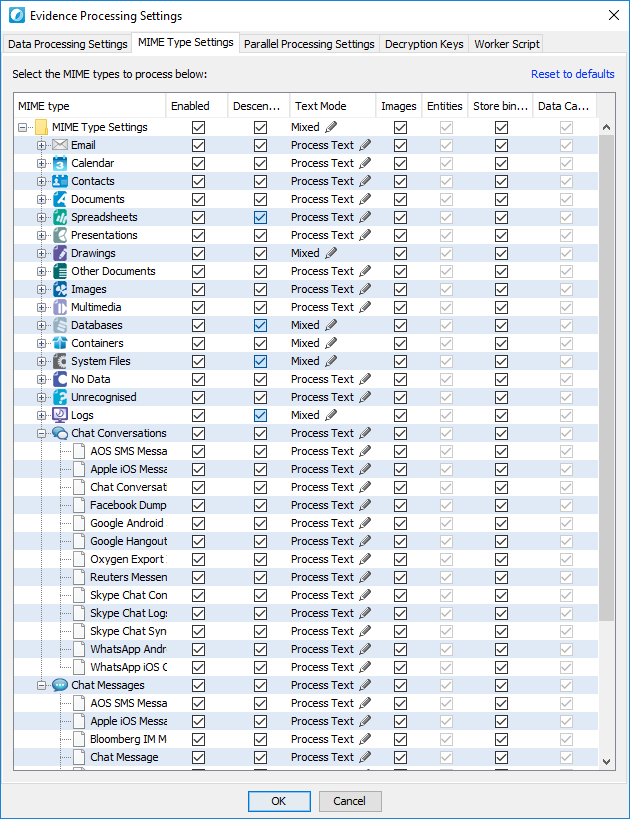 Evidence Processing Settings
Data Processing Settings MIME Type Settings Parallel Processing Settings Decryption Keys Worker Script
Select the MIME types to process below: Reset to defaults
MIME type Enabled Descen... Text Mode Images Entities Store bin... Data Ca...
MIME Type Settings Mixed
Email Process Text
Calendar Process Text
Contacts Process Text
Documents Process Text
Spreadsheets Process Text
Presentations Process Text
Drawings Mixed
Other Documents Process Text
Images Process Text
Multimedia Process Text
Databases Mixed
Containers Mixed
System Files Mixed
No Data Process Text
Unrecognised Process Text
Logs Mixed
Chat Conversations Process Text
AOS SMS Messa Process Text
Apple iOS Messa Process Text
Chat Conversat Process Text
Facebook Dump Process Text
Google Android Process Text
Google Hangout Process Text
Oxygen Export Process Text
Reuters Messen Process Text
Skype Chat Con Process Text
Skype Chat Logs Process Text
Skype Chat Syn Process Text
WhatsApp Andr Process Text
WhatsApp iOS C Process Text
Chat Messages Process Text
AOS SMS Messa Process Text
Apple iOS Messa Process Text
Bloomberg IM M Process Text
Chat Message Process Text
OK Cancel